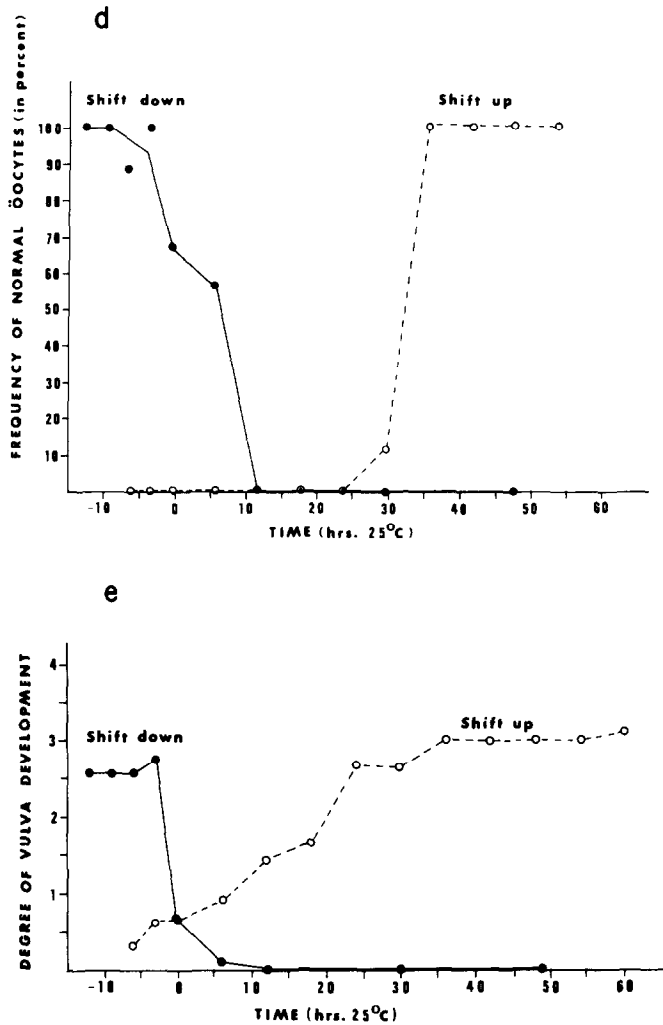 d
FREQUENCY OF NORMAL ÖOCYTES (in percent)
Shift down
Shift up
100
90
80
70
60
50
40
30
20
10
-10 0 10 20 30 40 50 60
TIME (hrs. 25°C)
e
DEGREE OF VULVA DEVELOPMENT
4
Shift down
Shift up
3
2
1
-10 0 10 20 30 40 50 60
TIME (hrs. 25°C)